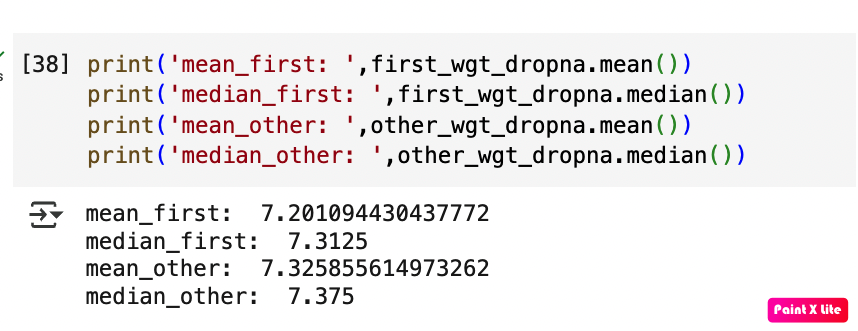 [38] print('mean_first: ',first_wgt_dropna.mean())
print('median_first: ',first_wgt_dropna.median())
print('mean_other: ',other_wgt_dropna.mean())
print('median_other: ',other_wgt_dropna.median())
mean_first:  7.201094430437772
median_first:  7.3125
mean_other:  7.325855614973262
median_other:  7.375
Paint X Lite